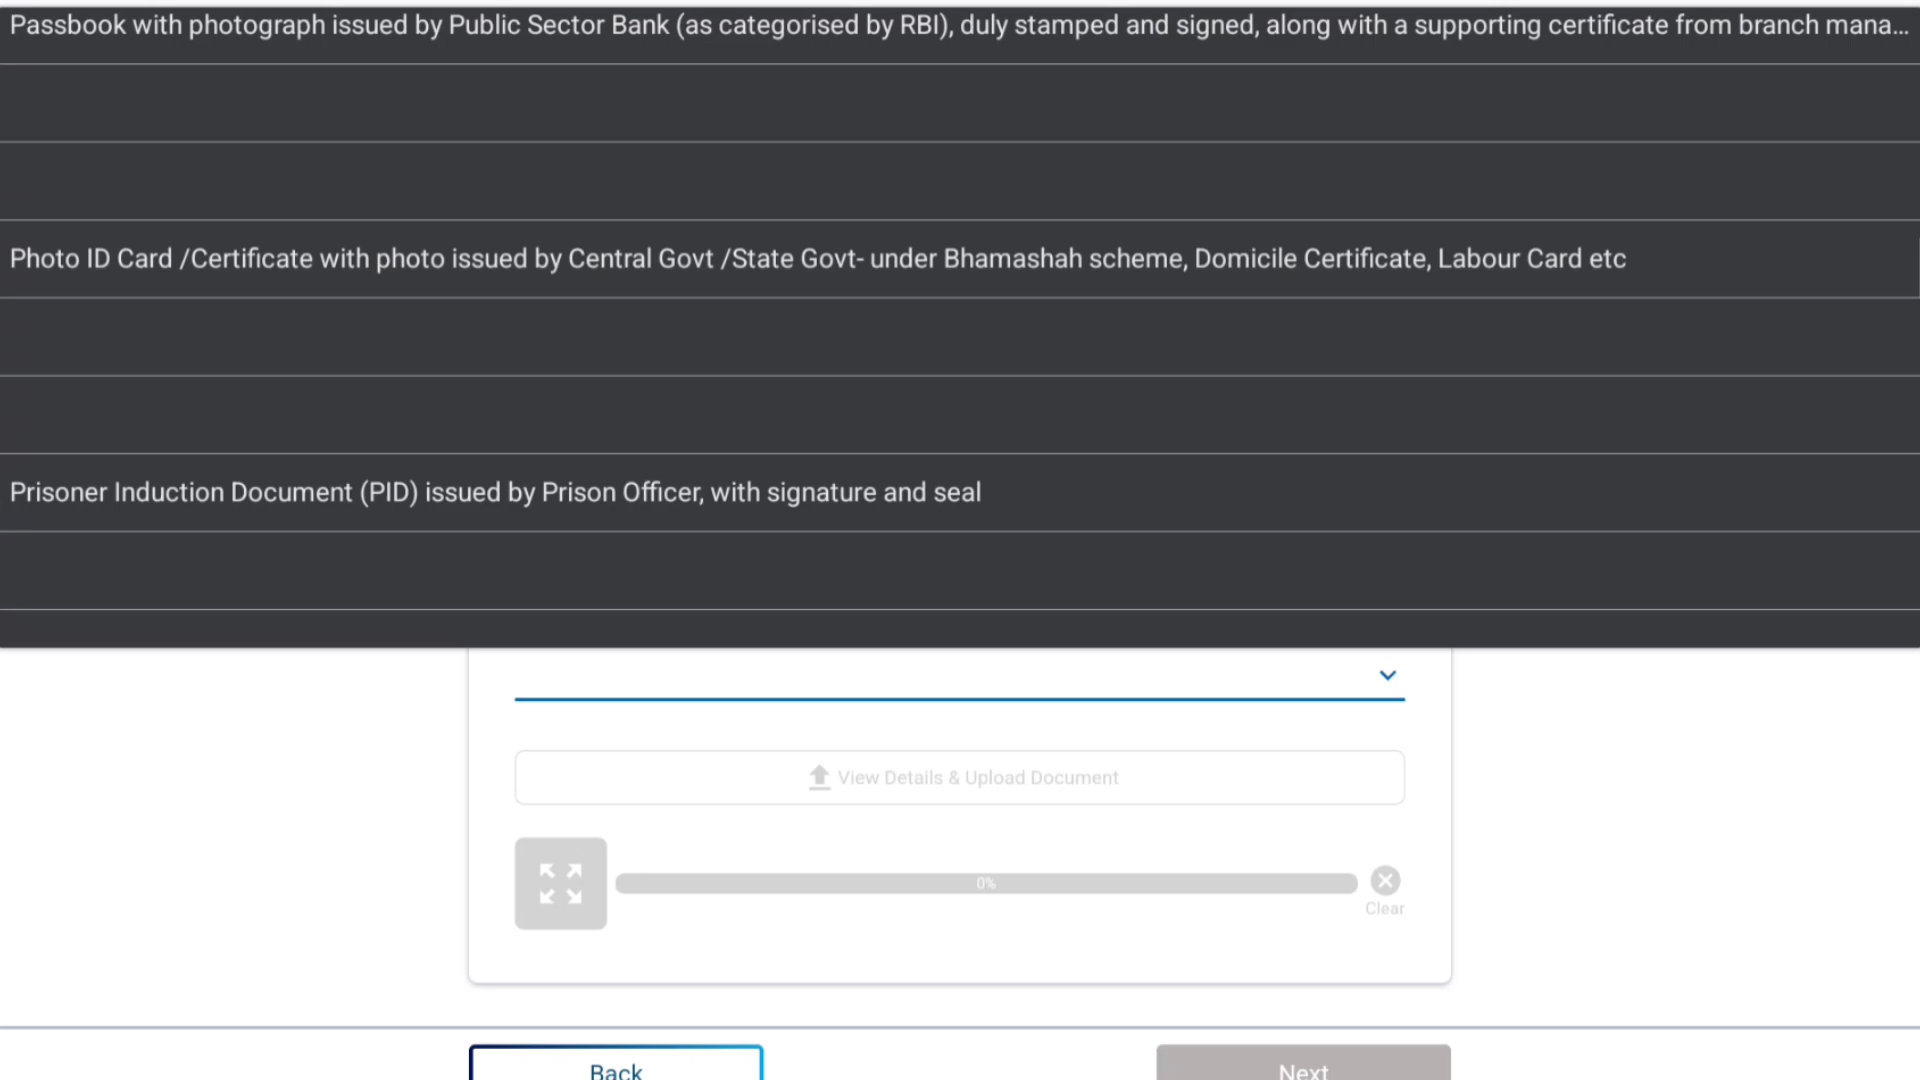 Passbook with photograph issued by Public Sector Bank (as categorised by RBI), duly stamped and signed, along with a supporting certificate from branch mana...
Photo ID Card /Certificate with photo issued by Central Govt /State Govt- under Bhamashah scheme, Domicile Certificate, Labour Card etc
Prisoner Induction Document (PID) issued by Prison Officer, with signature and seal
View Details & Upload Document
0%
Clear
Back
Next